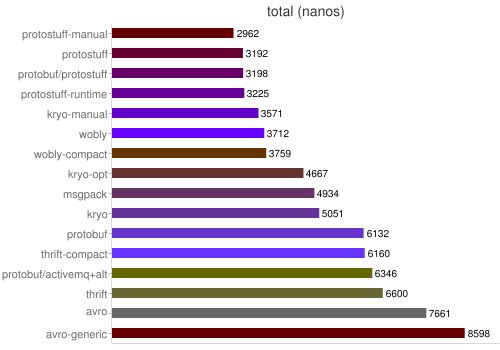 total (nanos)
protostuff-manual 2962
protostuff 3192
protobuf/protostuff 3198
protostuff-runtime 3225
kryo-manual 3571
wobly 3712
wobly-compact 3759
kryo-opt 4667
msgpack 4934
kryo 5051
protobuf 6132
thrift-compact 6160
protobuf/activemq+alt 6346
thrift 6600
avro 7661
avro-generic 8598